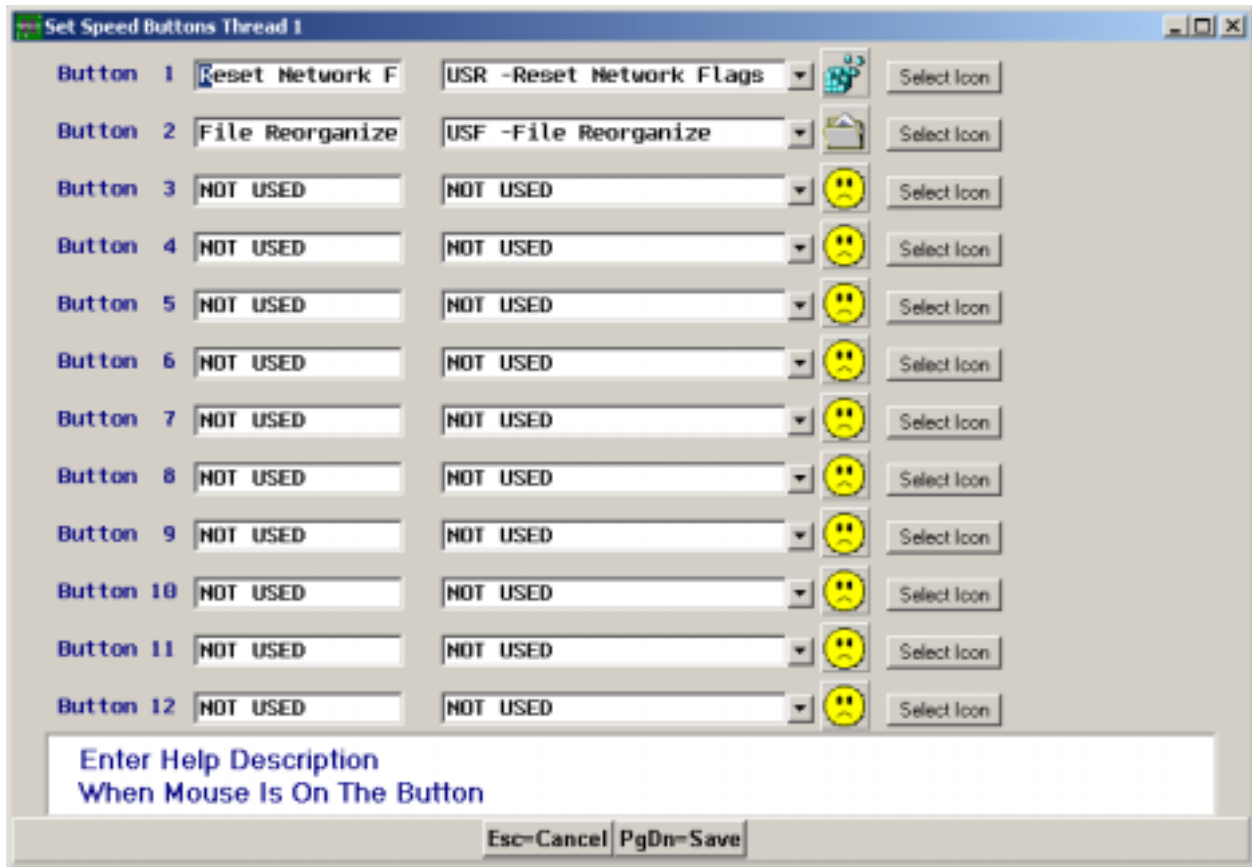 Set Speed Buttons Thread 1
Button 1 Reset Network F USR -Reset Network Flags Select Icon
Button 2 File Reorganize USF -File Reorganize Select Icon
Button 3 NOT USED NOT USED Select Icon
Button 4 NOT USED NOT USED Select Icon
Button 5 NOT USED NOT USED Select Icon
Button 6 NOT USED NOT USED Select Icon
Button 7 NOT USED NOT USED Select Icon
Button 8 NOT USED NOT USED Select Icon
Button 9 NOT USED NOT USED Select Icon
Button 10 NOT USED NOT USED Select Icon
Button 11 NOT USED NOT USED Select Icon
Button 12 NOT USED NOT USED Select Icon
Enter Help Description
When Mouse Is On The Button
Esc=Cancel PgDn=Save